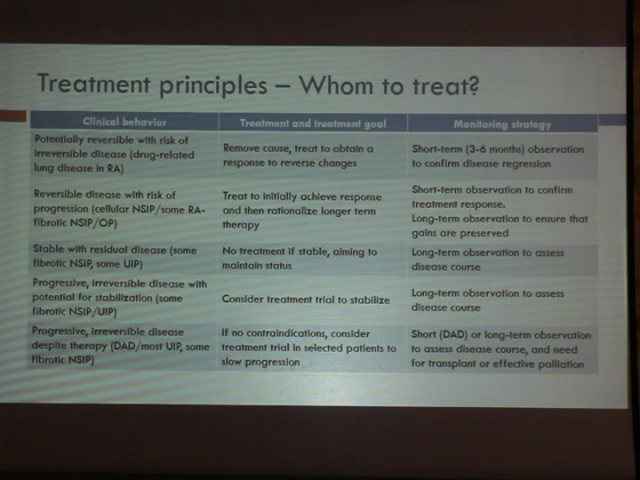 Treatment principles – Whom to treat?
Clinical behavior
Treatment and treatment goal
Monitoring strategy
Potentially reversible with risk of
irreversible disease (drug-related
lung disease in RA)
Remove cause, treat to obtain a
response to reverse changes
Short-term (3-6 months) observation
to confirm disease regression
Reversible disease with risk of
progression (cellular NSIP/some RA-
fibrotic NSIP/OP)
Treat to initially achieve response
and then rationalize longer term
therapy
Short-term observation to confirm
treatment response.
Long-term observation to ensure that
gains are preserved
Stable with residual disease (some
fibrotic NSIP, some UIP)
No treatment if stable, aiming to
maintain status
Long-term observation to assess
disease course
Progressive, irreversible disease with
potential for stabilization (some
fibrotic NSIP/UIP)
Consider treatment trial to stabilize
Long-term observation to assess
disease course
Progressive, irreversible disease
despite therapy (DAD/most UIP, some
fibrotic NSIP)
If no contraindications, consider
treatment trial in selected patients to
slow progression
Short (DAD) or long-term observation
to assess disease course, and need
for transplant or effective palliation